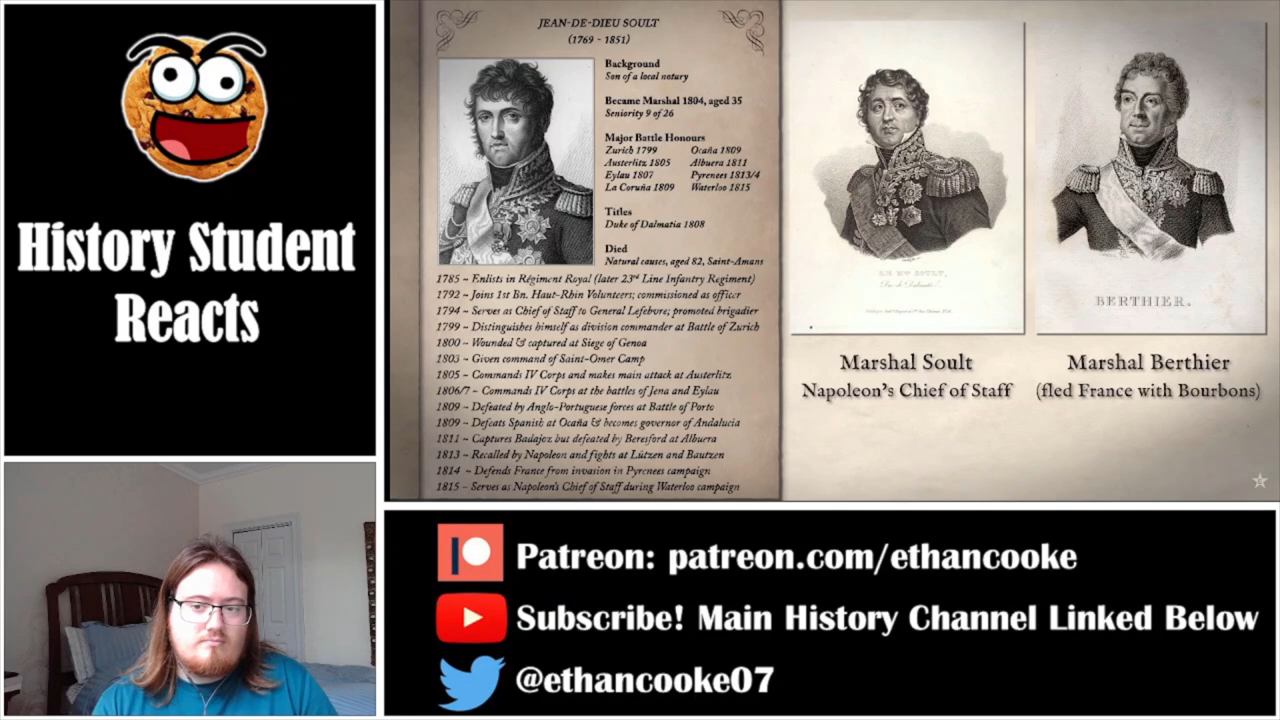 History Student
Reacts
JEAN-DE-DIEU SOULT
(1769 - 1851)
Background
Son of a local notary
Became Marshal 1804, aged 35
Seniority 9 of 26
Major Battle Honours
Zurich 1799 Ocaña 1809
Austerlitz 1805 Albuera 1811
Eylau 1807 Pyrenees 1813/4
La Coruña 1809 Waterloo 1815
Titles
Duke of Dalmatia 1808
Died
Natural causes, aged 82, Saint-Amans
1785 ~ Enlists in Régiment Royal (later 23rd Line Infantry Regiment)
1792 ~ Joins 1st Bn. Haut-Rhin Volunteers; commissioned as officer
1794 ~ Serves as Chief of Staff to General Lefebvre; promoted brigadier
1799 ~ Distinguishes himself as division commander at Battle of Zurich
1800 ~ Wounded & captured at Siege of Genoa
1803 ~ Given command of Saint-Omer Camp
1805 ~ Commands IV Corps and makes main attack at Austerlitz
1806/7 ~ Commands IV Corps at the battles of Jena and Eylau
1809 ~ Defeated by Anglo-Portuguese forces at Battle of Porto
1809 ~ Defeats Spanish at Ocaña & becomes governor of Andalucia
1811 ~ Captures Badajoz but defeated by Beresford at Albuera
1813 ~ Recalled by Napoleon and fights at Lützen and Bautzen
1814 ~ Defends France from invasion in Pyrenees campaign
1815 ~ Serves as Napoleon's Chief of Staff during Waterloo campaign
LE Mal SOULT,
Duc de Dalmatie.
Marshal Soult
Napoleon's Chief of Staff
BERTHIER.
Marshal Berthier
(fled France with Bourbons)
Patreon: patreon.com/ethancooke
Subscribe! Main History Channel Linked Below
@ethancooke07